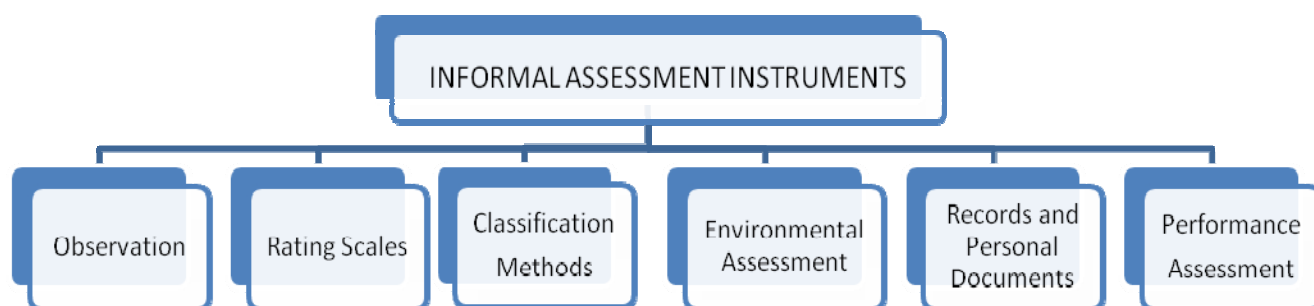 INFORMAL ASSESSMENT INSTRUMENTS
Observation
Rating Scales
Classification
Methods
Environmental
Assessment
Records and
Personal
Documents
Performance
Assessment